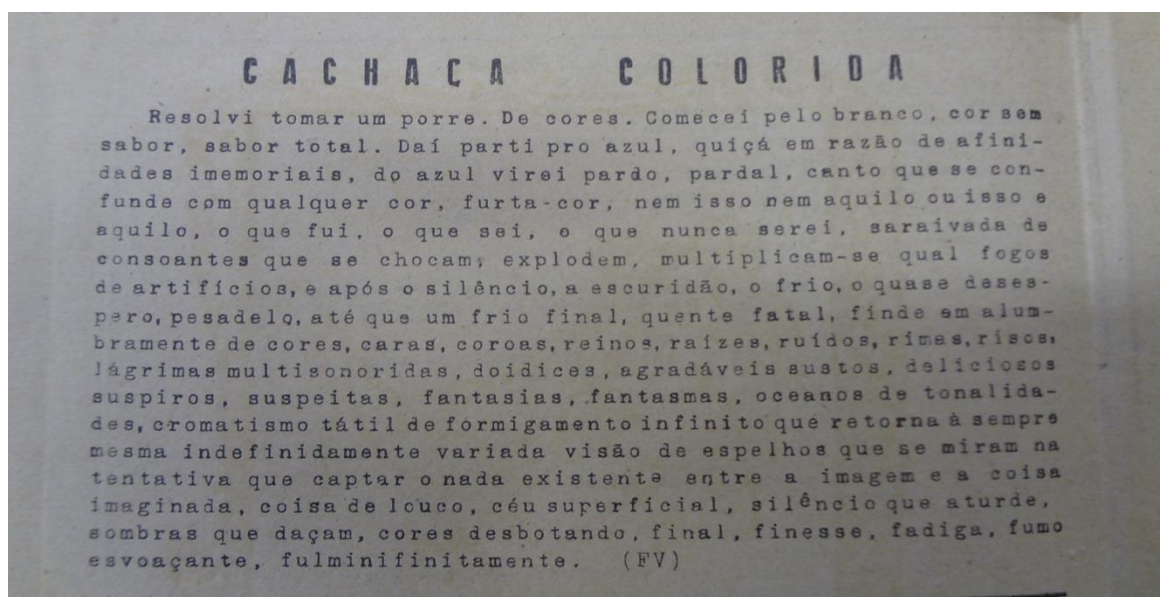 CACHACA COLORIDA
Resolvi tomar um porre. De cores. Comecei pelo branco, cor sem
sabor, sabor total. Daí parti pro azul, quiçá em razão de afini-
dades imemoriais, do azul virei pardo, pardal, canto que se con-
funde com qualquer cor, furta-cor, nem isso nem aquilo ou isso e
aquilo, o que fui, o que sei, o que nunca serei, saraivada de
consoantes que se chocam, explodem, multiplicam-se qual fogos
de artifícios, e após o silêncio, a escuridão, o frio, o quase deses-
pero, pesadelo, até que um frio final, quente fatal, finde em alum-
bramente de cores, caras, coroas, reinos, raízes, ruídos, rimas, risos,
lágrimas multisonoridas, doidices, agradáveis sustos, deliciosos
suspiros, suspeitas, fantasias, fantasmas, oceanos de tonalida-
des, cromatismo tátil de formigamento infinito que retorna à sempre
mesma indefinidamente variada visão de espelhos que se miram na
tentativa que captar o nada existente entre a imagem e a coisa
imaginada, coisa de louco, céu superficial, silêncio que aturde,
sombras que daçam, cores desbotando, final, finesse, fadiga, fumo
esvoaçante, fulminifinitamente. (FV)